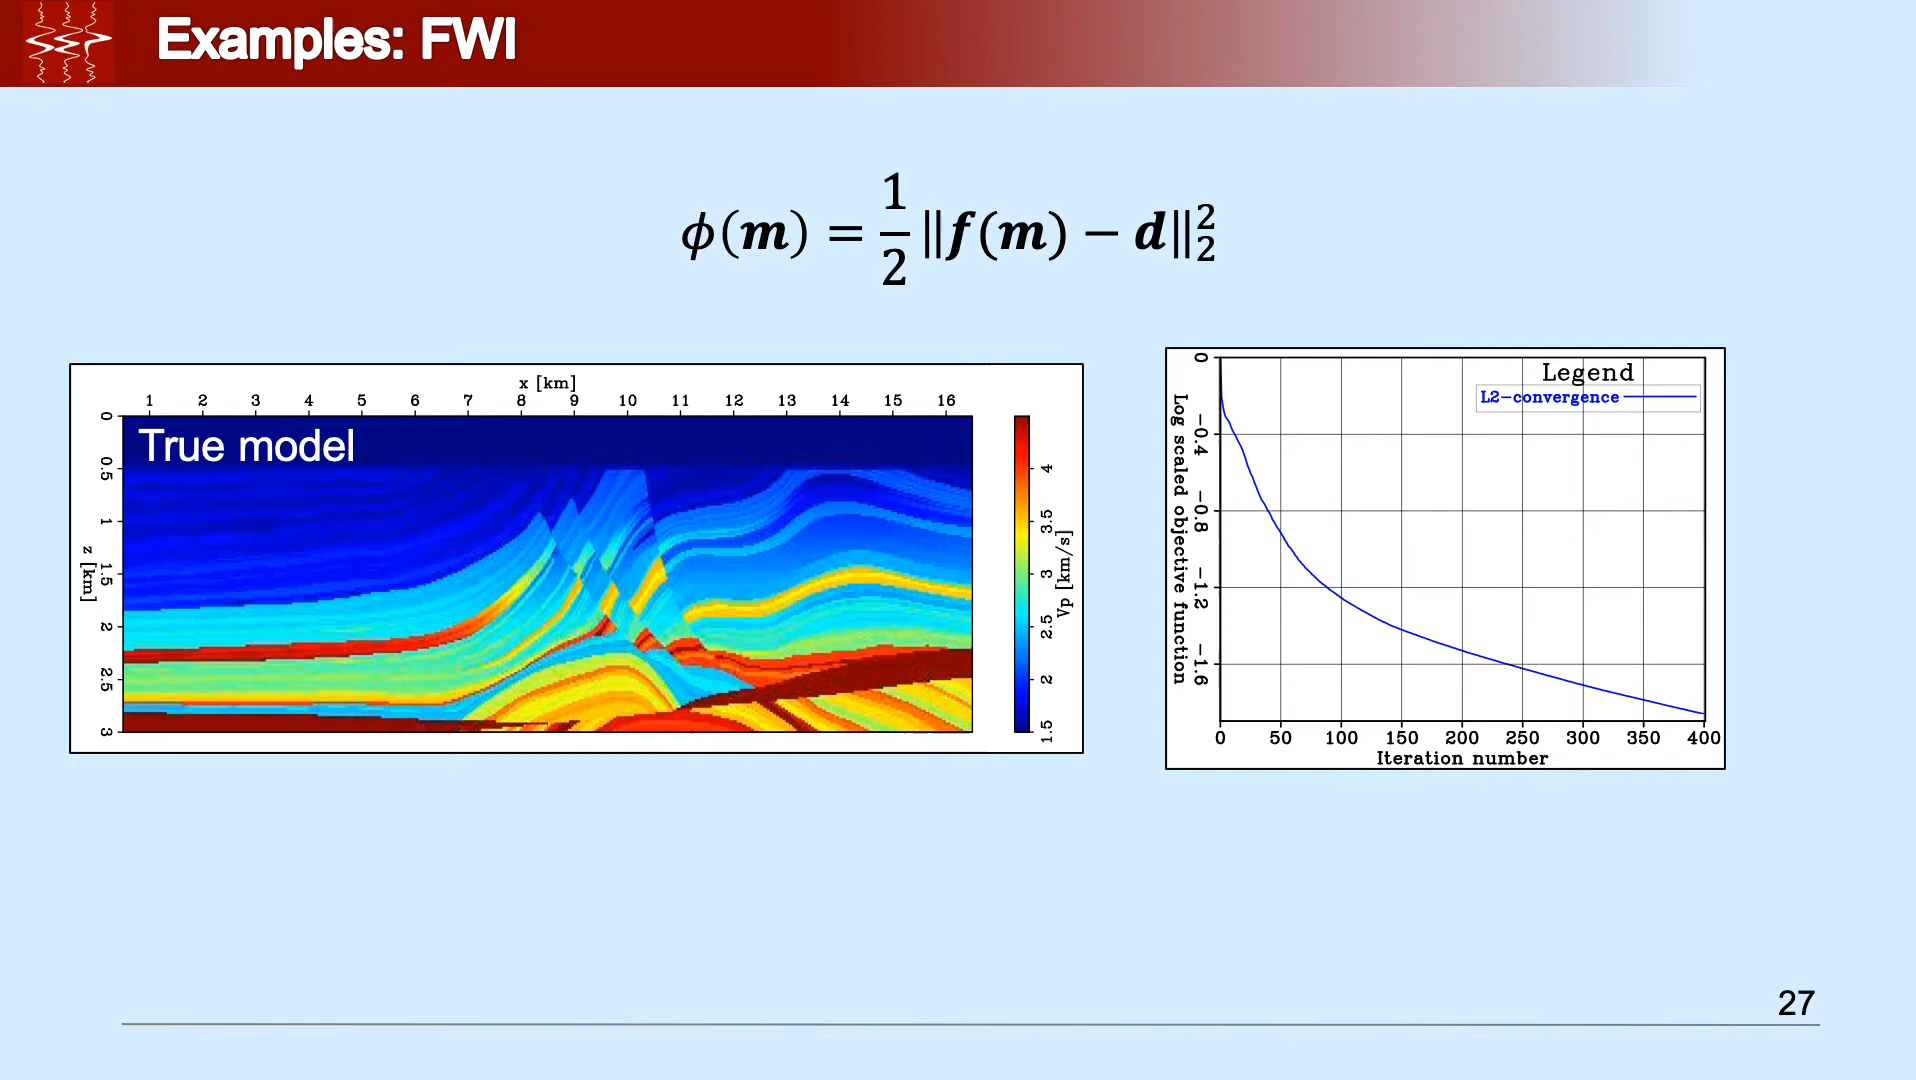 Examples: FWI
ϕ(m) = 1/2 ‖f(m) − d‖₂²
x [km]
1 2 3 4 5 6 7 8 9 10 11 12 13 14 15 16
True model
z [km]
0 0.5 1 1.5 2 2.5 3
Vp [km/s]
4 3.5 3 2.5 2 1.5
Legend
L2-convergence
Log scaled objective function
0 -0.4 -0.8 -1.2 -1.6
0 50 100 150 200 250 300 350 400
Iteration number
27